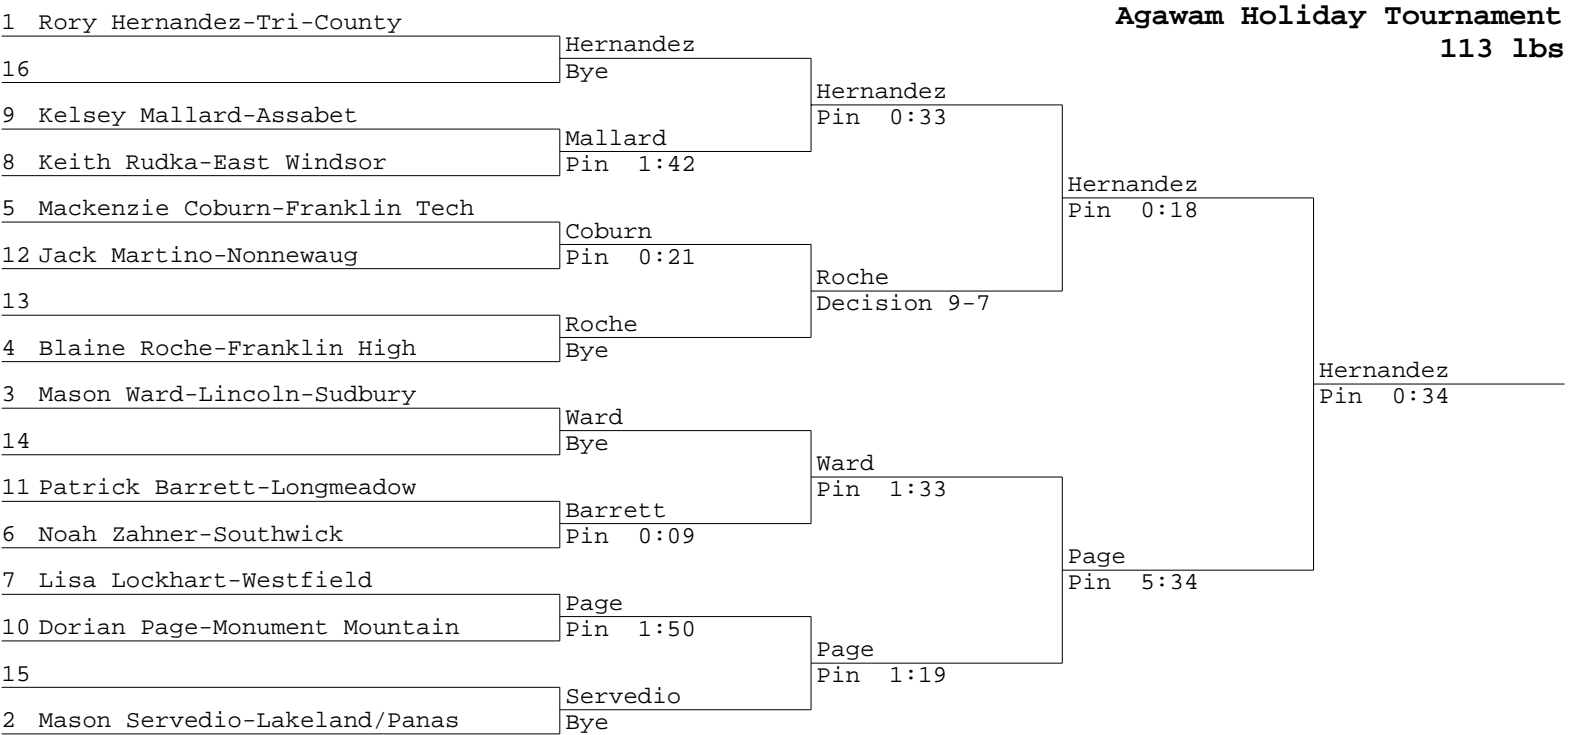 Agawam Holiday Tournament
113 lbs
1 Rory Hernandez-Tri-County
Hernandez
16
Bye
Hernandez
9 Kelsey Mallard-Assabet
Pin 0:33
Mallard
8 Keith Rudka-East Windsor
Pin 1:42
Hernandez
5 Mackenzie Coburn-Franklin Tech
Pin 0:18
Coburn
12 Jack Martino-Nonnewaug
Pin 0:21
Roche
13
Decision 9-7
Roche
4 Blaine Roche-Franklin High
Bye
Hernandez
3 Mason Ward-Lincoln-Sudbury
Pin 0:34
Ward
14
Bye
Ward
11 Patrick Barrett-Longmeadow
Pin 1:33
Barrett
6 Noah Zahner-Southwick
Pin 0:09
Page
7 Lisa Lockhart-Westfield
Pin 5:34
Page
10 Dorian Page-Monument Mountain
Pin 1:50
Page
15
Pin 1:19
Servedio
2 Mason Servedio-Lakeland/Panas
Bye